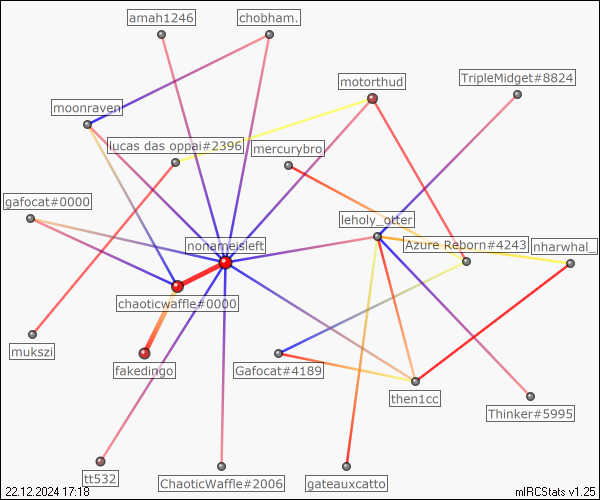 amah1246
chobham.
motorthud
TripleMidget#8824
moonraven
lucas das oppai#2396
mercurybro
gafocat#0000
leholy_otter
nonameisleft
Azure Reborn#4243
nharwhal_
chaoticwaffle#0000
mukszi
fakedingo
Gafocat#4189
then1cc
Thinker#5995
tt532
ChaoticWaffle#2006
gateauxcatto
22.12.2024 17:18
mIRCStats v1.25